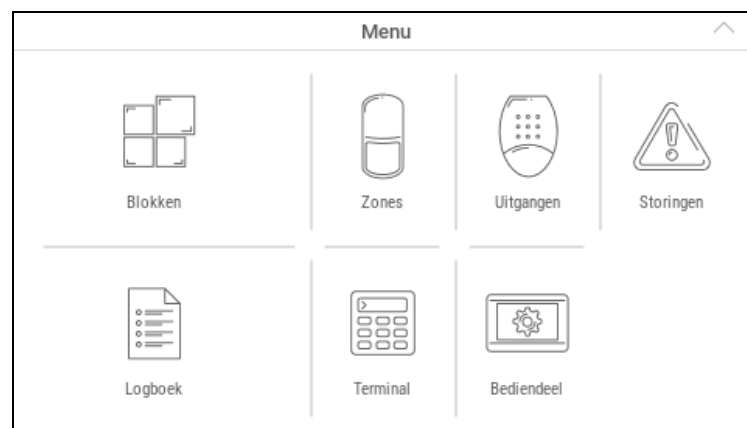 Menu
Blokken
Zones
Uitgangen
Storingen
Logboek
Terminal
Bediendeel